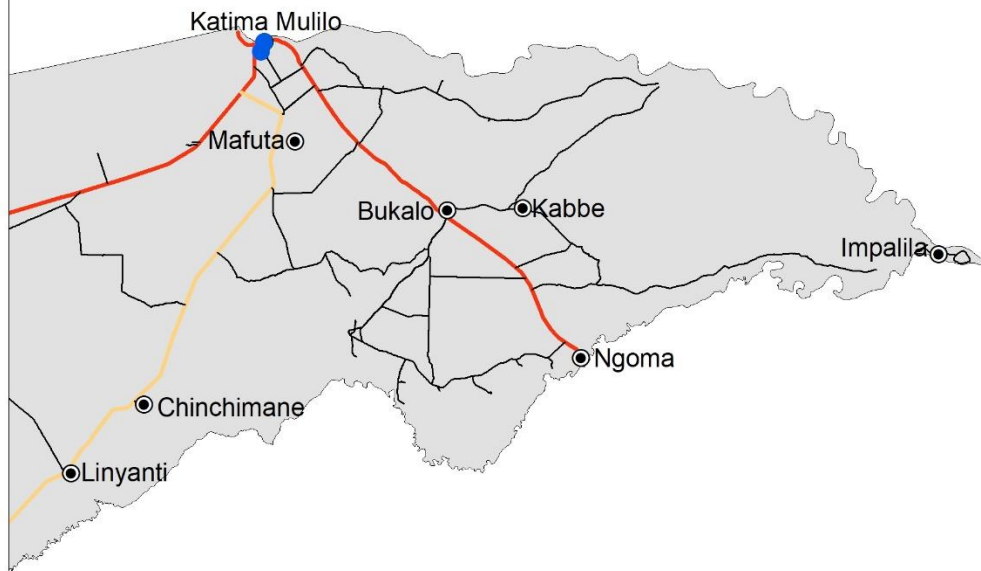 Katima Mulilo
Mafuta
Bukalo
Kabbe
Impalila
Ngoma
Chinchimane
Linyanti